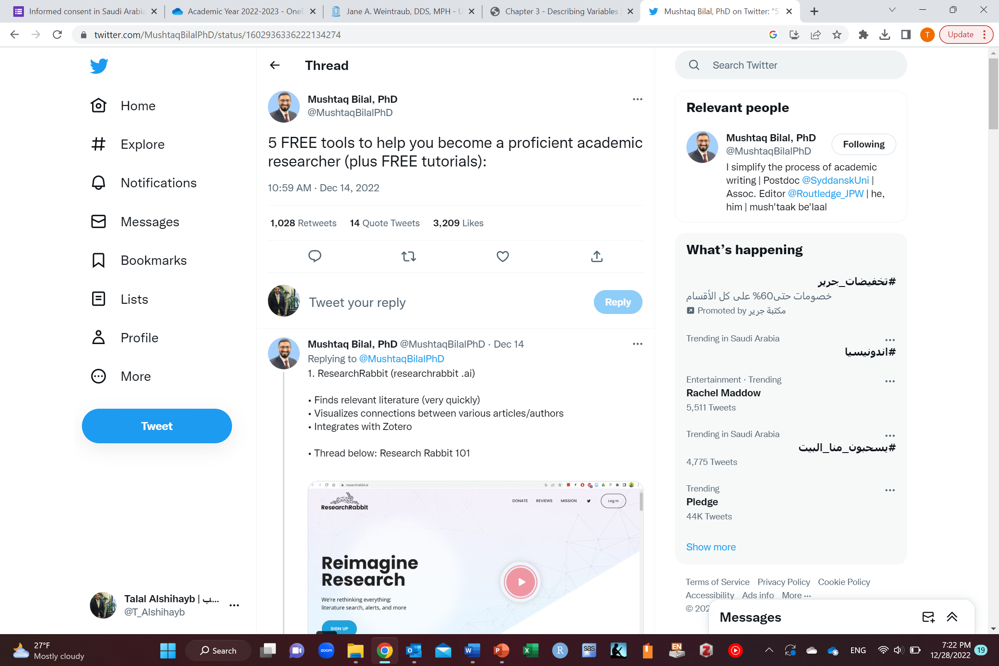 Informed consent in Saudi Arabia
Academic Year 2022-2023 - One
Jane A. Weintraub, DDS, MPH - U
Chapter 3 - Describing Variables
Mushtaq Bilal, PhD on Twitter: "5
twitter.com/MushtaqBilalPhD/status/1602936336222134274
T
Update
Home
Explore
Notifications
Messages
Bookmarks
Lists
Profile
More
Tweet
Talal Alshihayb | ب...
@T_Alshihayb
Thread
Mushtaq Bilal, PhD
@MushtaqBilalPhD
5 FREE tools to help you become a proficient academic
researcher (plus FREE tutorials):
10:59 AM · Dec 14, 2022
1,028 Retweets 14 Quote Tweets 3,209 Likes
Tweet your reply
Reply
Mushtaq Bilal, PhD @MushtaqBilalPhD · Dec 14
Replying to @MushtaqBilalPhD
1. ResearchRabbit (researchrabbit .ai)
• Finds relevant literature (very quickly)
• Visualizes connections between various articles/authors
• Integrates with Zotero
• Thread below: Research Rabbit 101
researchrabbit.ai
ResearchRabbit
DONATE REVIEWS MISSION Log In
Reimagine
Research
We're rethinking everything:
literature search, alerts, and more
SIGN UP
Search Twitter
Relevant people
Mushtaq Bilal, PhD
@MushtaqBilalPhD
Following
I simplify the process of academic
writing | Postdoc @SyddanskUni |
Assoc. Editor @Routledge_JPW | he,
him | mush'taak be'laal
What's happening
#تخفيضات_جرير
خصومات حتى60% على كل الأقسام
Promoted by مكتبة جرير
Trending in Saudi Arabia
#اندونيسيا
Entertainment · Trending
Rachel Maddow
5,511 Tweets
Trending in Saudi Arabia
#يسحبون_منا_البيت
4,775 Tweets
Trending
Pledge
44K Tweets
Show more
Terms of Service Privacy Policy Cookie Policy
Accessibility Ads info More ...
© 202
Messages
27°F
Mostly cloudy
Search
zoom
O
W
P
X
R
sas
EN
Z
ENG
7:22 PM
12/28/2022
19